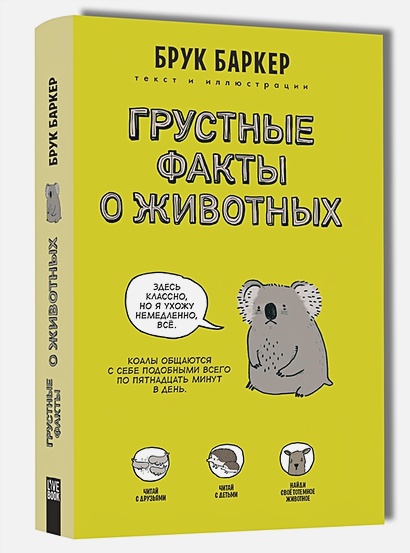 БРУК БАРКЕР
текст и иллюстрации
ГРУСТНЫЕ
ФАКТЫ
О ЖИВОТНЫХ
ЗДЕСЬ
КЛАССНО,
НО Я УХОЖУ
НЕМЕДЛЕННО,
ВСЁ.
КОАЛЫ ОБЩАЮТСЯ
С СЕБЕ ПОДОБНЫМИ ВСЕГО
ПО ПЯТНАДЦАТЬ МИНУТ
В ДЕНЬ.
ЧИТАЙ
С ДРУЗЬЯМИ
ЧИТАЙ
С ДЕТЬМИ
НАЙДИ
СВОЁ ТОТЕМНОЕ
ЖИВОТНОЕ
БРУК БАРКЕР
ГРУСТНЫЕ
ФАКТЫ
О ЖИВОТНЫХ
LIVE
BOOK